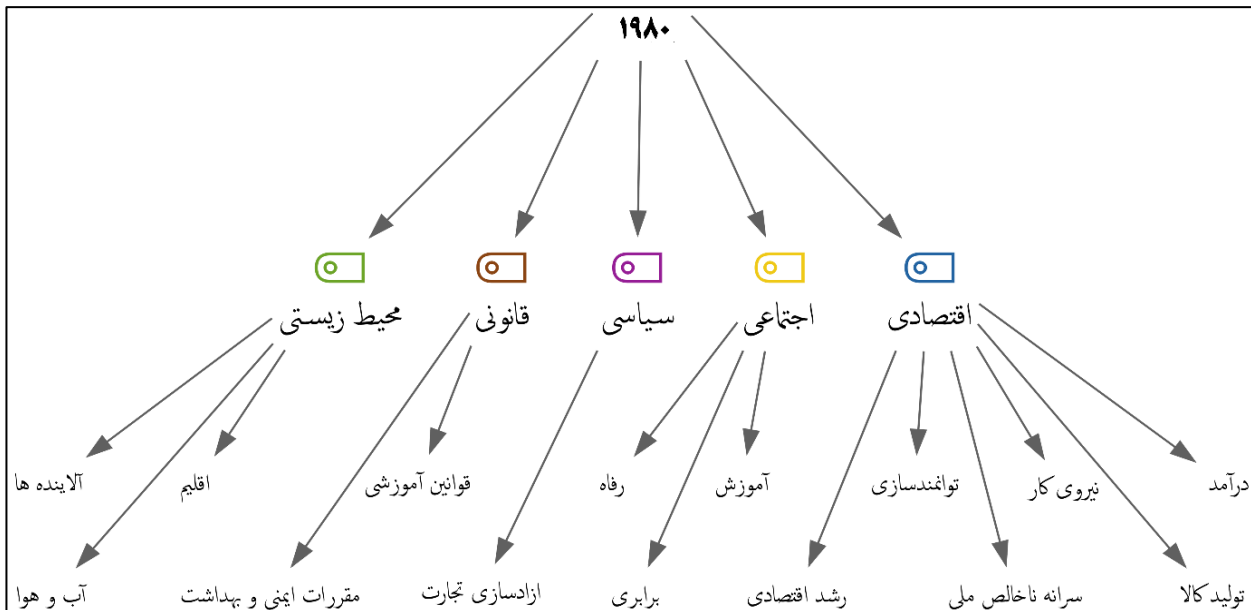 ۱۹۸۰
اقتصادی
اجتماعی
سیاسی
قانونی
محیط زیستی
درآمد
نیروی کار
توانمندسازی
آموزش
رفاه
قوانین آموزشی
اقلیم
آلاینده ها
تولید کالا
سرانه ناخالص ملی
رشد اقتصادی
برابری
ازادسازی تجارت
مقررات ایمنی و بهداشت
آب و هوا